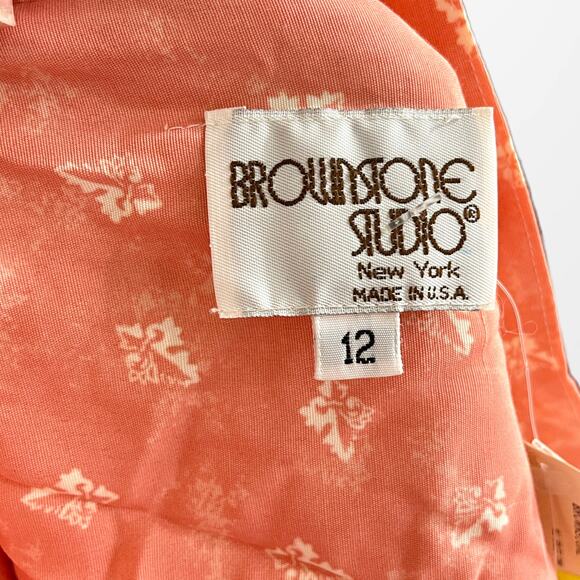 BROWNSTONE
STUDIO®
New York
MADE IN U.S.A.
12